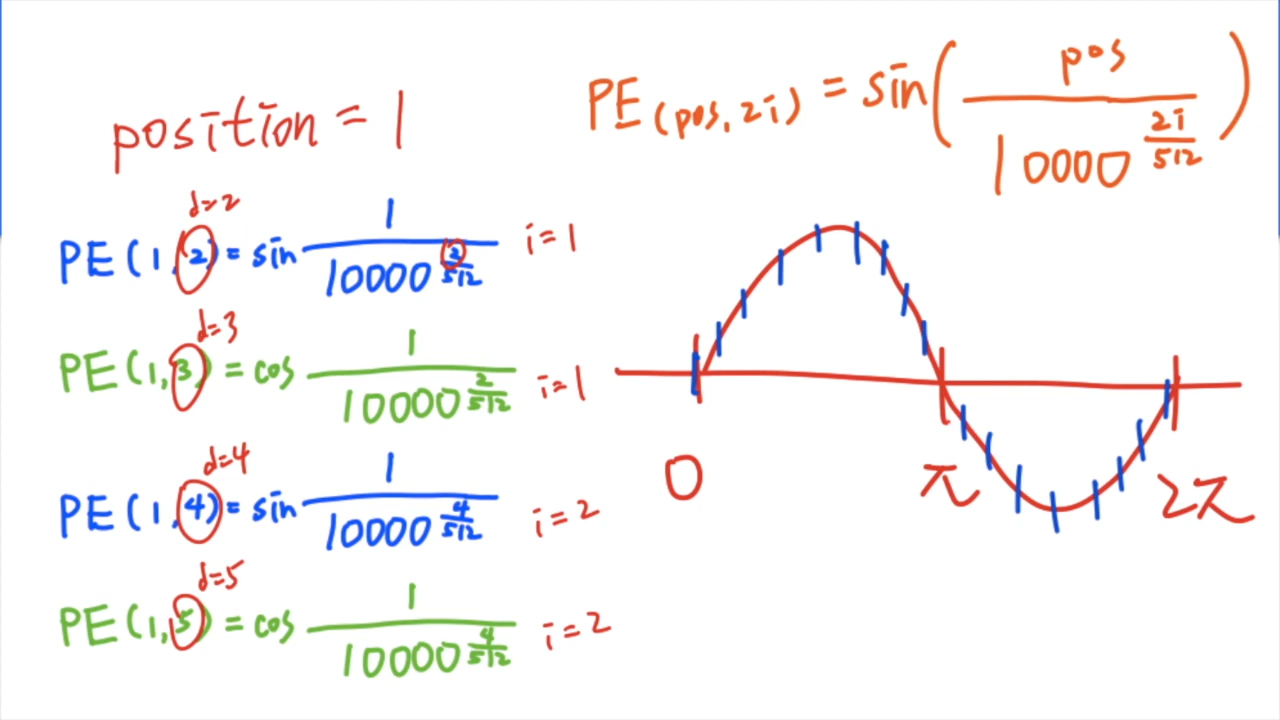 position = 1
PE(pos, 2i) = sin( pos / 10000^(2i/512) )
d=2
PE(1, 2) = sin 1 / 10000^(2/512) i = 1
d=3
PE(1, 3) = cos 1 / 10000^(2/512) i = 1
d=4
PE(1, 4) = sin 1 / 10000^(4/512) i = 2
d=5
PE(1, 5) = cos 1 / 10000^(4/512) i = 2
0 π 2π